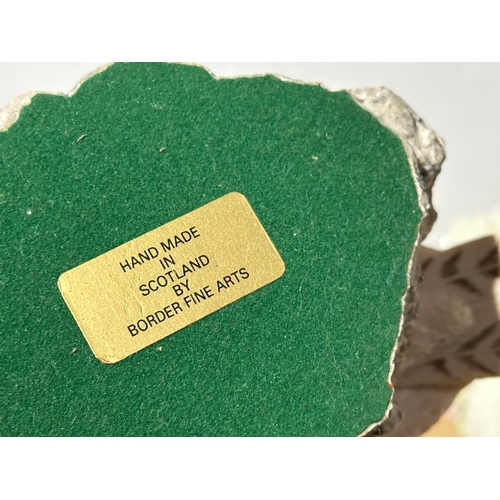 HAND MADE
IN
SCOTLAND
BY
BORDER FINE ARTS